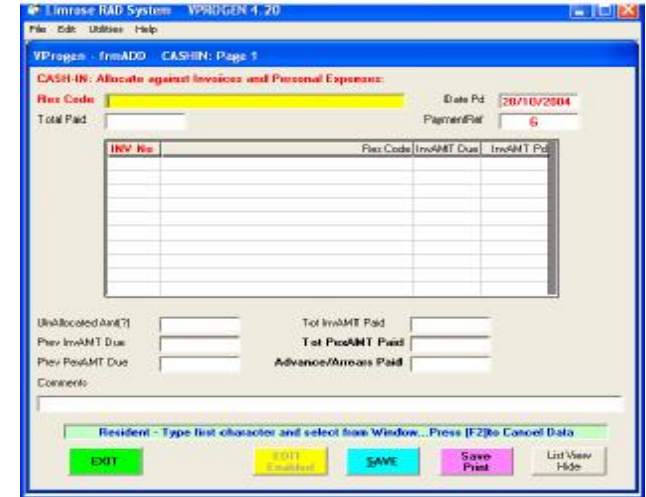 Limrose RAD System VPROGEN 4.20
File Edit Utilities Help
VProgen - frmADD CASHIN: Page 1
CASH-IN: Allocate against Invoices and Personal Expenses:
Res Code Date Pd 20/10/2004
Total Paid PaymentRef 6
INV No Res Code InvAMT Due InvAMT Pd
UnAllocated Amt(?) Tot InvAMT Paid
Prev InvAMT Due Tot PexAMT Paid
Prev PexAMT Due Advance/Arrears Paid
Comments
Resident - Type first character and select from Window...Press [F2]to Cancel Data
EXIT EDIT Enabled SAVE Save Print List View Hide